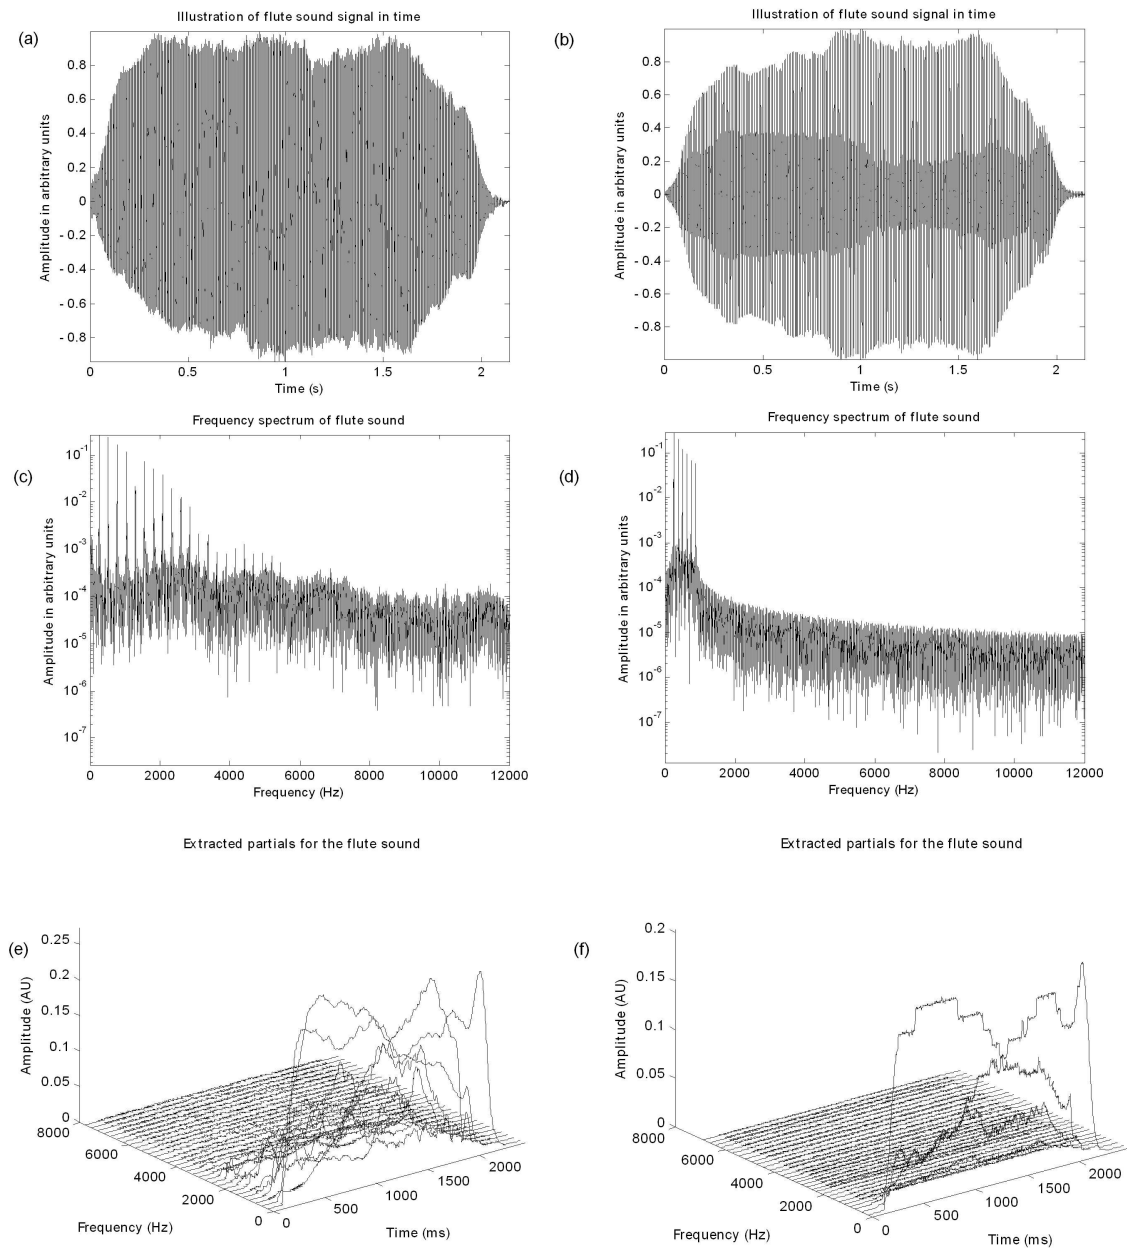 Illustration of flute sound signal in time
(a)
0.8
0.6
0.4
0.2
0
- 0.2
- 0.4
- 0.6
- 0.8
Amplitude in arbitrary units
0 0.5 1 1.5 2
Time (s)
Illustration of flute sound signal in time
(b)
0.8
0.6
0.4
0.2
0
- 0.2
- 0.4
- 0.6
- 0.8
Amplitude in arbitrary units
0 0.5 1 1.5 2
Time (s)
Frequency spectrum of flute sound
(c)
10^-1
10^-2
10^-3
10^-4
10^-5
10^-6
10^-7
Amplitude in arbitrary units
0 2000 4000 6000 8000 10000 12000
Frequency (Hz)
Frequency spectrum of flute sound
(d)
10^-1
10^-2
10^-3
10^-4
10^-5
10^-6
10^-7
Amplitude in arbitrary units
0 2000 4000 6000 8000 10000 12000
Frequency (Hz)
Extracted partials for the flute sound
(e)
0.25
0.2
0.15
0.1
0.05
0
Amplitude (AU)
8000
6000
4000
2000
0
Frequency (Hz)
0
500
1000
1500
2000
Time (ms)
Extracted partials for the flute sound
(f)
0.2
0.15
0.1
0.05
0
Amplitude (AU)
8000
6000
4000
2000
0
Frequency (Hz)
0
500
1000
1500
2000
Time (ms)